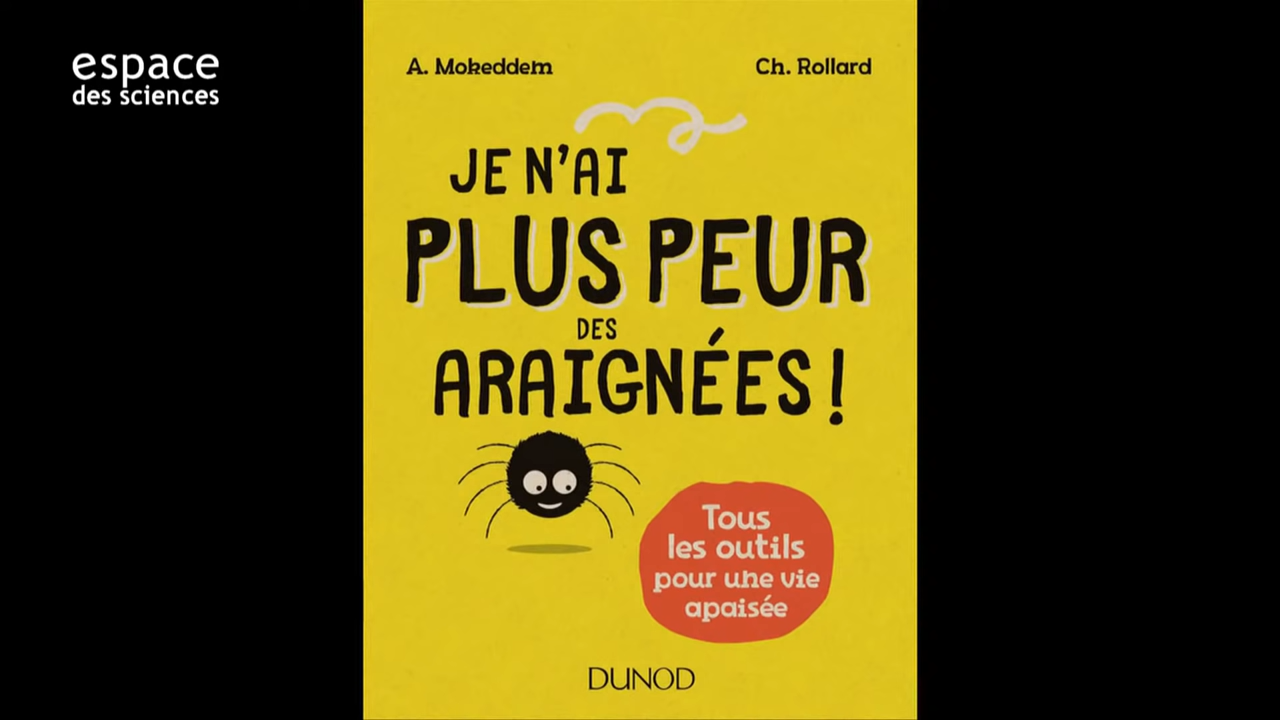 espace
des sciences
A. Mokeddem
Ch. Rollard
JE N'AI
PLUS PEUR
DES
ARAIGNÉES !
Tous
les outils
pour une vie
apaisée
DUNOD